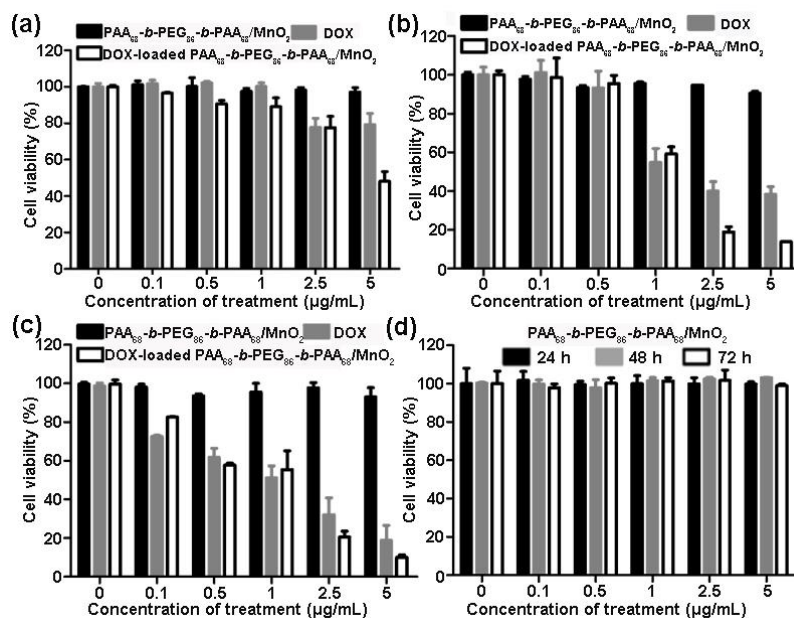 (a)
PAA₆₈-b-PEG₈₆-b-PAA₆₈/MnO₂ DOX
DOX-loaded PAA₆₈-b-PEG₈₆-b-PAA₆₈/MnO₂
Cell viability (%)
120
100
80
60
40
20
0
0 0.1 0.5 1 2.5 5
Concentration of treatment (µg/mL)
(b)
PAA₆₈-b-PEG₈₆-b-PAA₆₈/MnO₂ DOX
DOX-loaded PAA₆₈-b-PEG₈₆-b-PAA₆₈/MnO₂
Cell viability (%)
120
100
80
60
40
20
0
0 0.1 0.5 1 2.5 5
Concentration of treatment (µg/mL)
(c)
PAA₆₈-b-PEG₈₆-b-PAA₆₈/MnO₂ DOX
DOX-loaded PAA₆₈-b-PEG₈₆-b-PAA₆₈/MnO₂
Cell viability (%)
120
100
80
60
40
20
0
0 0.1 0.5 1 2.5 5
Concentration of treatment (µg/mL)
(d)
PAA₆₈-b-PEG₈₆-b-PAA₆₈/MnO₂
24 h 48 h 72 h
Cell viability (%)
120
100
80
60
40
20
0
0 0.1 0.5 1 2.5 5
Concentration of treatment (µg/mL)